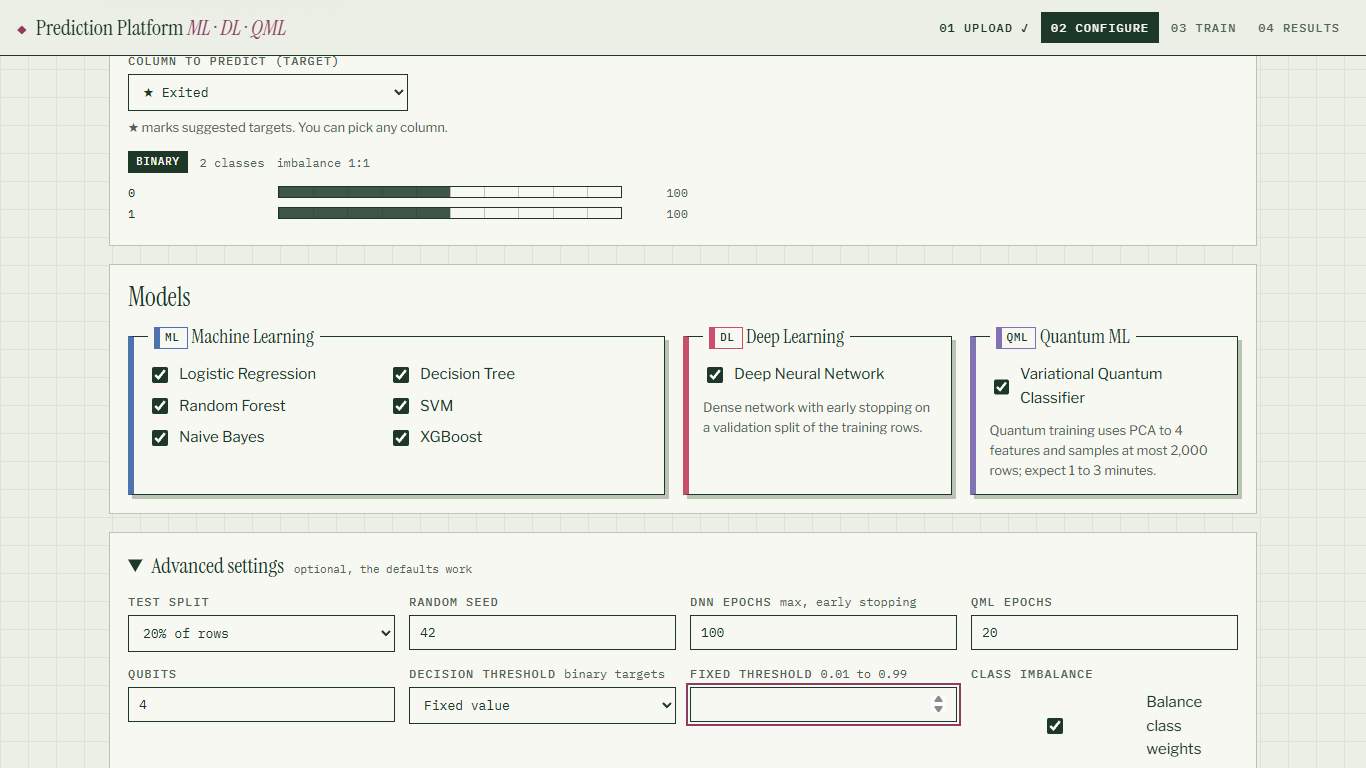 ◆ Prediction Platform ML · DL · QML
01 UPLOAD ✓ 02 CONFIGURE 03 TRAIN 04 RESULTS
COLUMN TO PREDICT (TARGET)
★ Exited
★ marks suggested targets. You can pick any column.
BINARY 2 classes imbalance 1:1
0 100
1 100
Models
ML Machine Learning
Logistic Regression
Decision Tree
Random Forest
SVM
Naive Bayes
XGBoost
DL Deep Learning
Deep Neural Network
Dense network with early stopping on
a validation split of the training rows.
QML Quantum ML
Variational Quantum
Classifier
Quantum training uses PCA to 4
features and samples at most 2,000
rows; expect 1 to 3 minutes.
▼ Advanced settings optional, the defaults work
TEST SPLIT
20% of rows
RANDOM SEED
42
DNN EPOCHS max, early stopping
100
QML EPOCHS
20
QUBITS
4
DECISION THRESHOLD binary targets
Fixed value
FIXED THRESHOLD 0.01 to 0.99
CLASS IMBALANCE
Balance
class
weights